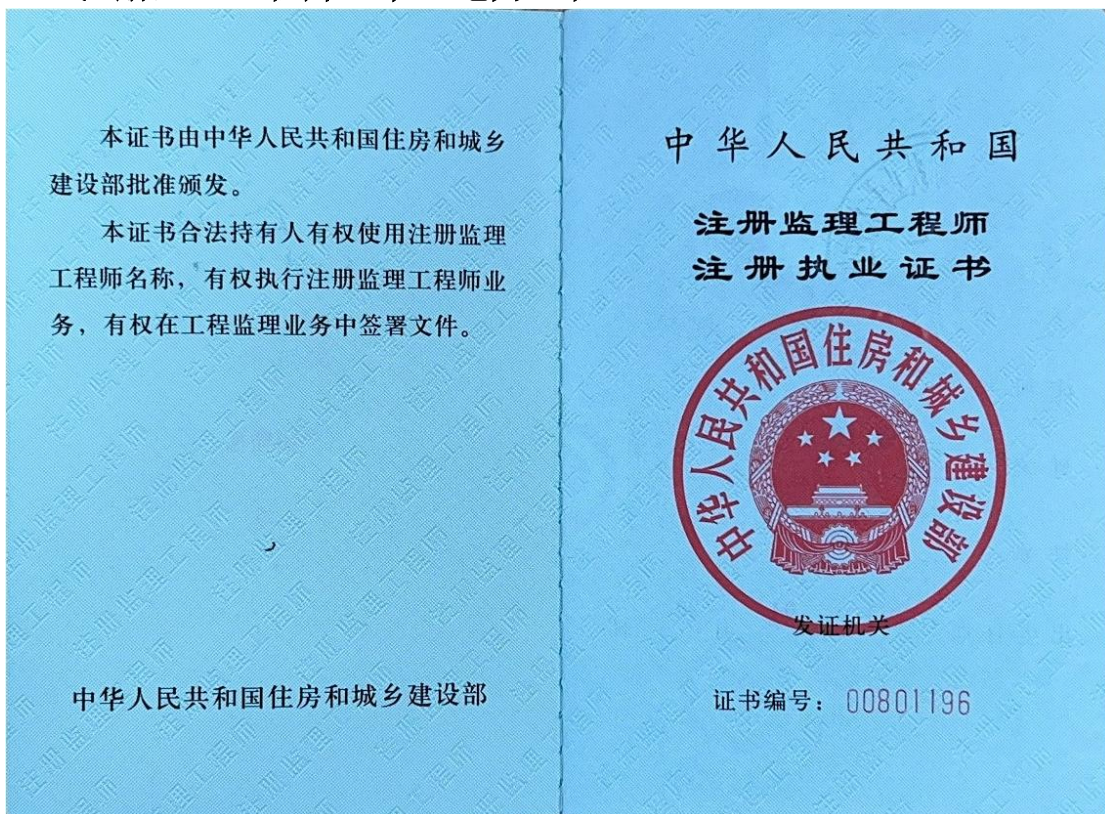 本证书由中华人民共和国住房和城乡
建设部批准颁发。
本证书合法持有人有权使用注册监理
工程师名称，有权执行注册监理工程师业
务，有权在工程监理业务中签署文件。
中华人民共和国住房和城乡建设部
中华人民共和国
注册监理工程师
注册执业证书
中华人民共和国住房和城乡建设部
发证机关
证书编号：00801196